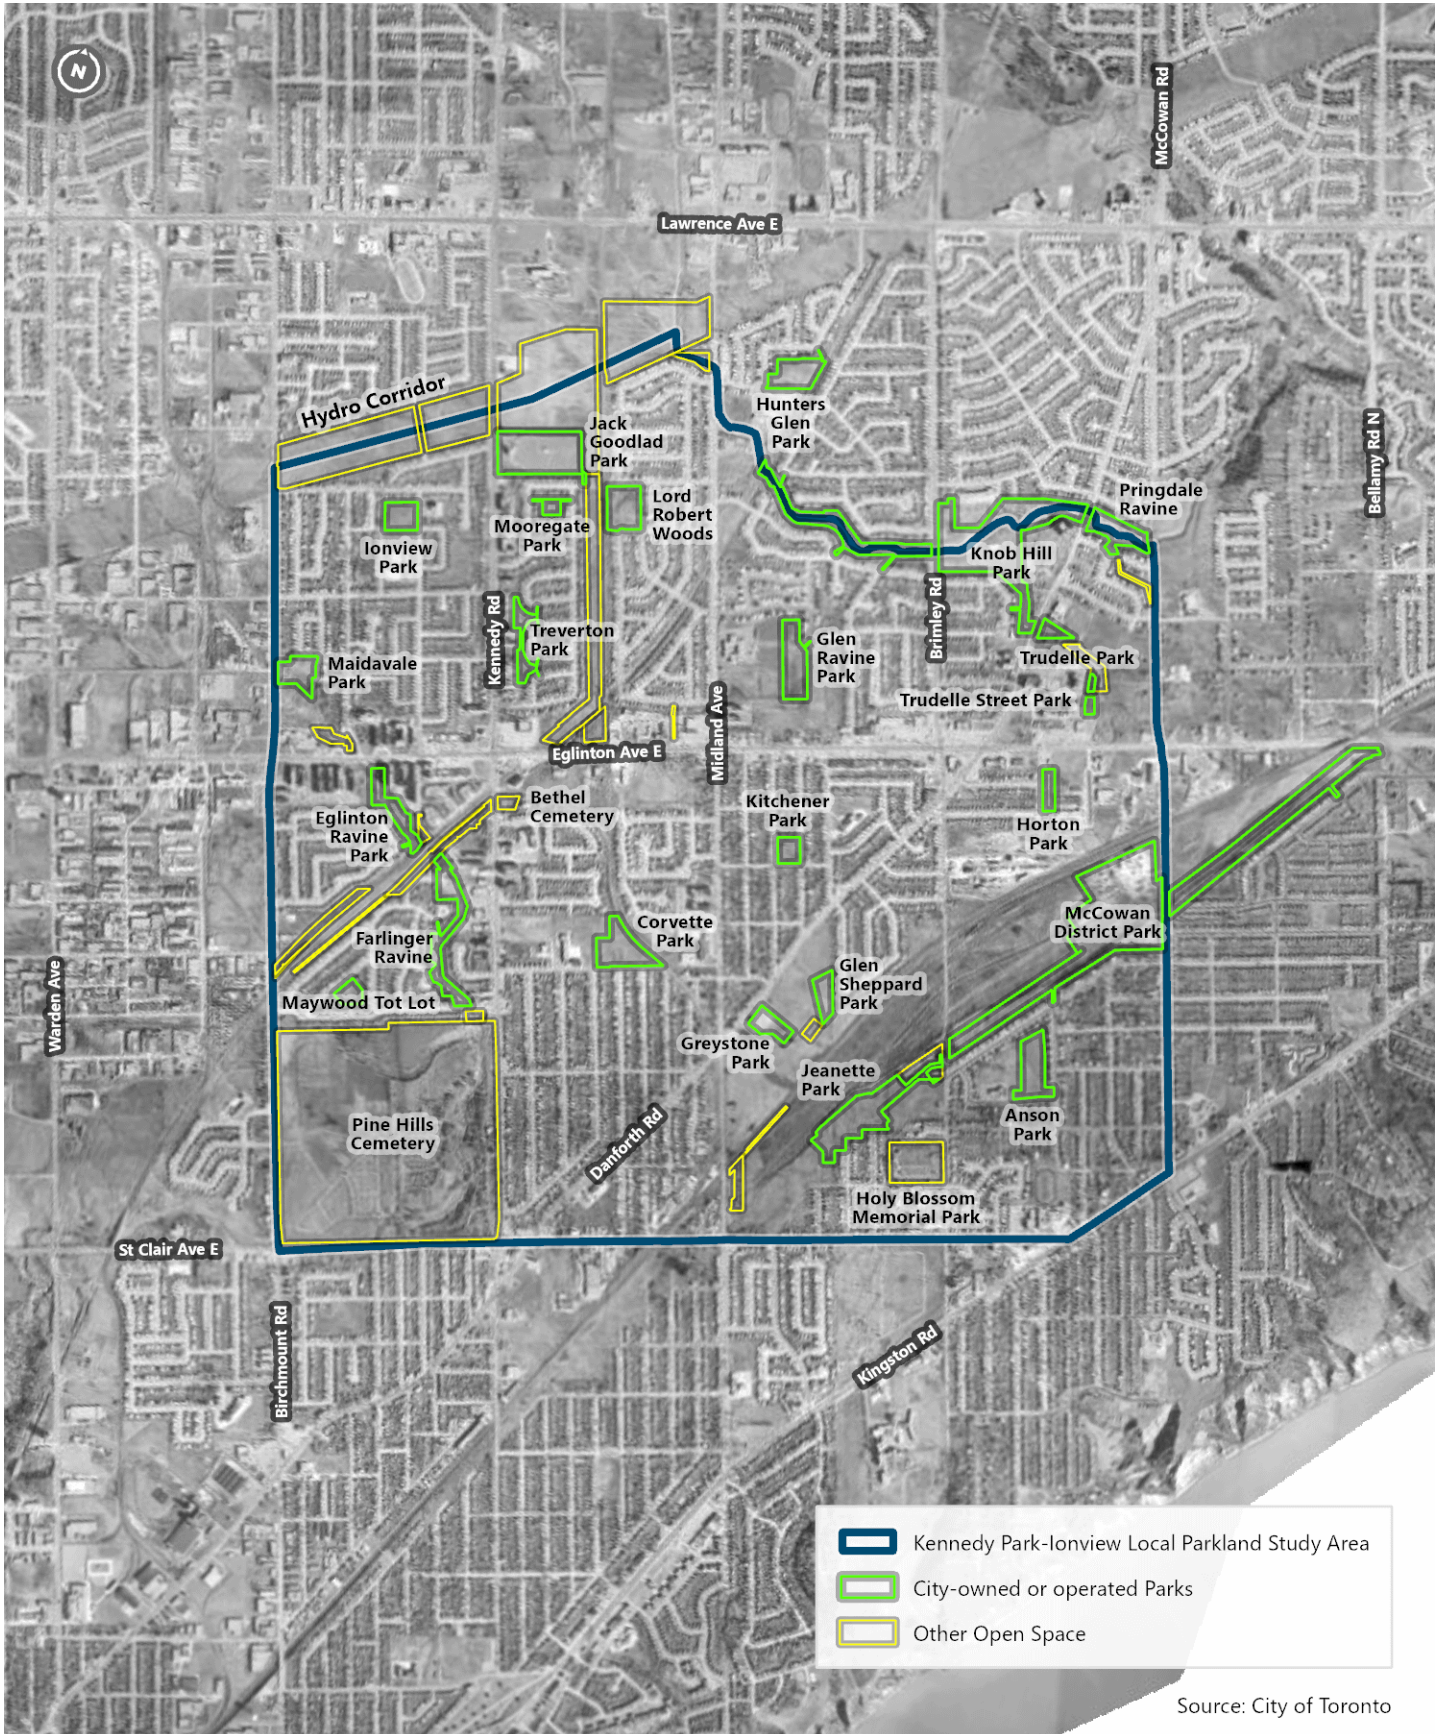 N
McCowan Rd
Lawrence Ave E
Hydro Corridor
Hunters
Glen
Park
Jack
Goodlad
Park
Bellamy Rd N
Pringdale
Ravine
Lord
Robert
Woods
Mooregate
Park
Ionview
Park
Knob Hill
Park
Brimley Rd
Kennedy Rd
Treverton
Park
Glen
Ravine
Park
Maidavale
Park
Trudelle Park
Trudelle Street Park
Midland Ave
Eglinton Ave E
Bethel
Cemetery
Kitchener
Park
Eglinton
Ravine
Park
Horton
Park
McCowan
District Park
Corvette
Park
Farlinger
Ravine
Glen
Sheppard
Park
Warden Ave
Maywood Tot Lot
Greystone
Park
Jeanette
Park
Pine Hills
Cemetery
Danforth Rd
Anson
Park
Holy Blossom
Memorial Park
St Clair Ave E
Birchmount Rd
Kingston Rd
Kennedy Park-Ionview Local Parkland Study Area
City-owned or operated Parks
Other Open Space
Source: City of Toronto